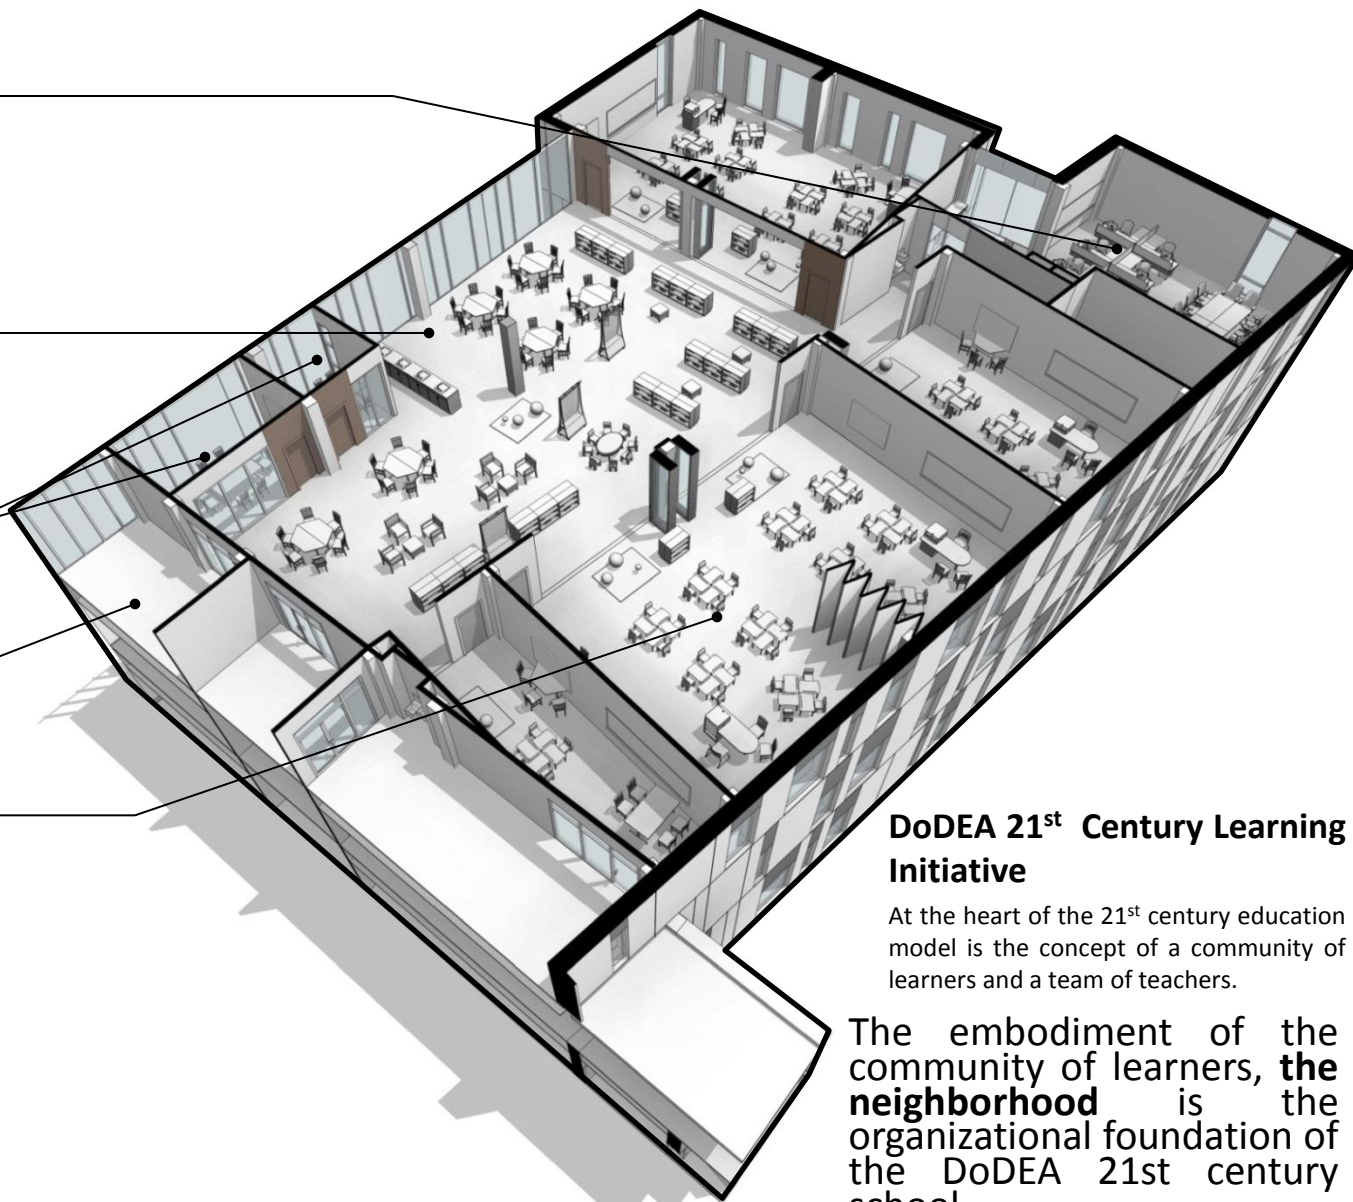 DoDEA 21st Century Learning
Initiative
At the heart of the 21st century education
model is the concept of a community of
learners and a team of teachers.
The embodiment of the
community of learners, the
neighborhood is the
organizational foundation of
the DoDEA 21st century
school